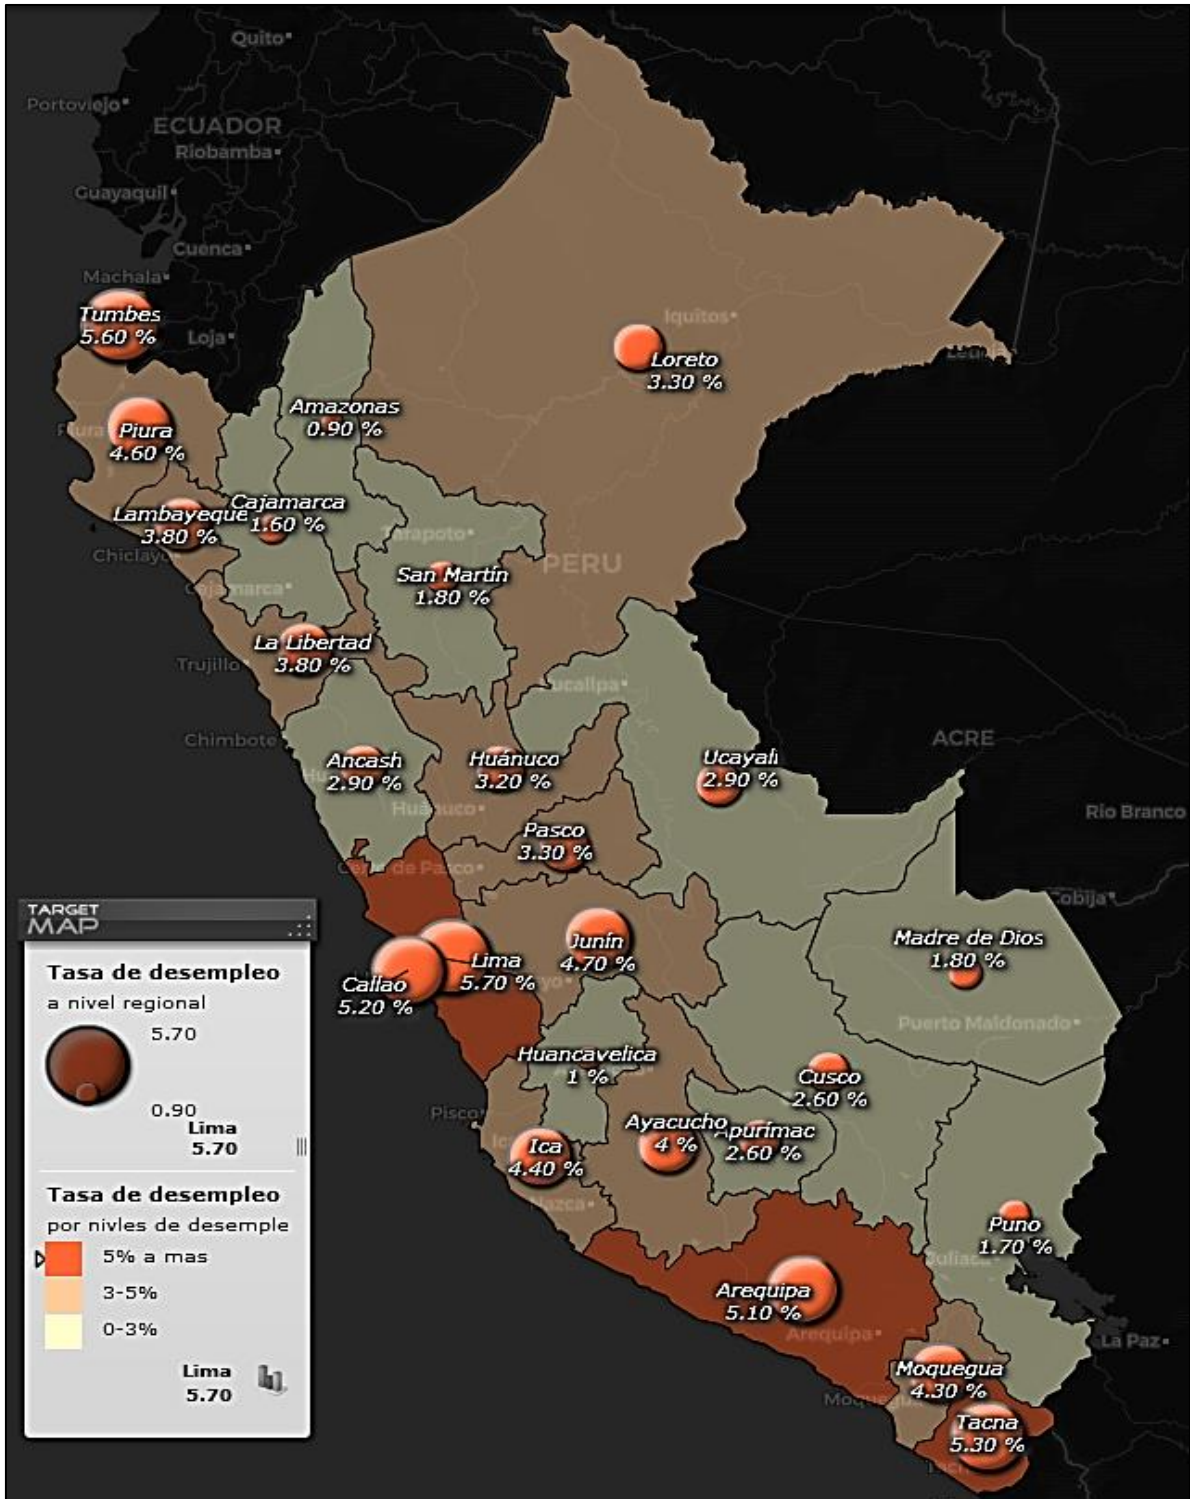 Quito
Portoviejo
ECUADOR
Riobamba
Guayaquil
Cuenca
Machala
Tumbes
5.60 %
Loja
Iquitos
Loreto
3.30 %
Amazonas
0.90 %
Piura
Piura
4.60 %
Cajamarca
1.60 %
Lambayeque
3.80 %
Chiclayo
Tarapoto
PERU
San Martín
1.80 %
Cajamarca
La Libertad
3.80 %
Trujillo
Pucallpa
Chimbote
ACRE
Ancash
2.90 %
Huánuco
3.20 %
Ucayali
2.90 %
Huánuco
Rio Branco
Pasco
3.30 %
Cerro de Pasco
Cobija
TARGET
MAP
Junín
4.70 %
Madre de Dios
1.80 %
Lima
5.70 %
Callao
5.20 %
Tasa de desempleo
a nivel regional
5.70
0.90
Lima
5.70
Puerto Maldonado
Huancavelica
1 %
Cusco
2.60 %
Pisco
Ayacucho
4 %
Apurímac
2.60 %
Ica
4.40 %
Nazca
Tasa de desempleo
por nivles de desemple
5% a mas
3-5%
0-3%
Lima
5.70
Puno
1.70 %
Juliaca
Arequipa
5.10 %
Arequipa
La Paz
Moquegua
4.30 %
Moquegua
Tacna
5.30 %